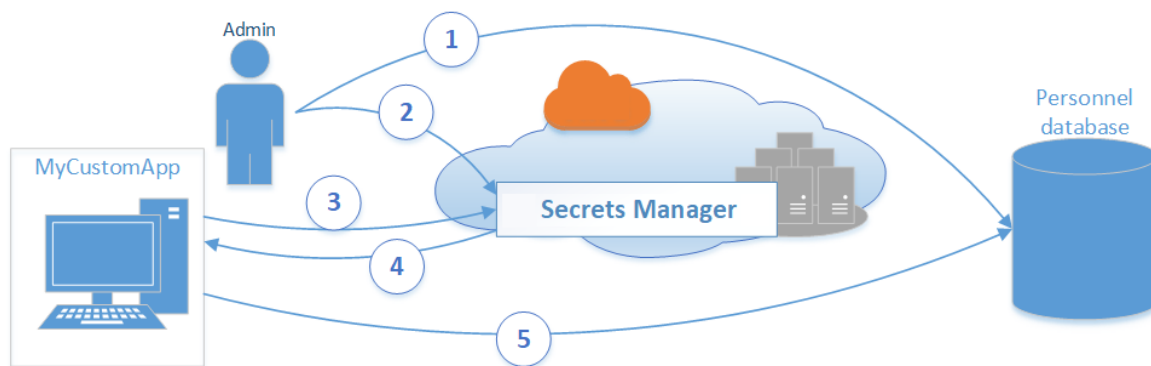 Admin
1
2
Personnel
database
MyCustomApp
3
Secrets Manager
4
5